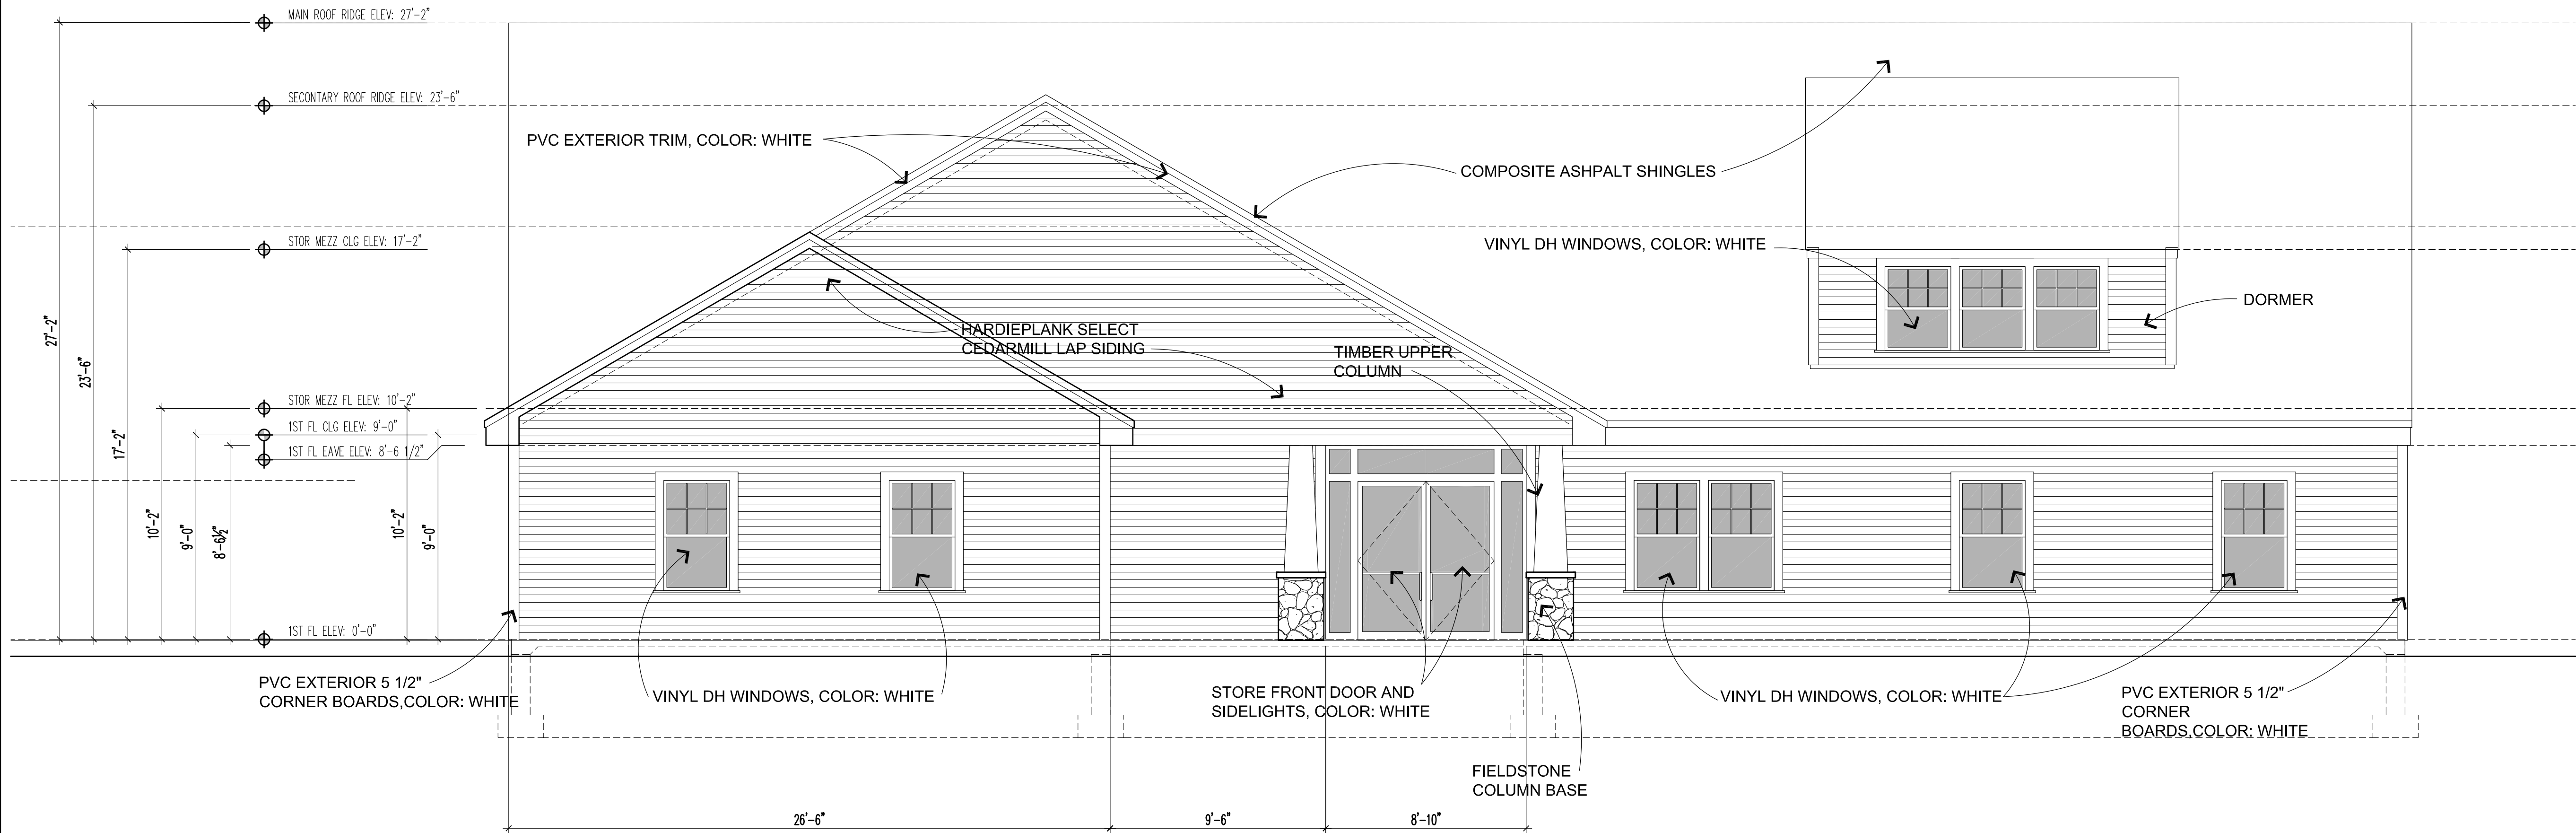 MAIN ROOF RIDGE ELEV: 27'-2"
SECONTARY ROOF RIDGE ELEV: 23'-6"
PVC EXTERIOR TRIM, COLOR: WHITE
COMPOSITE ASHPALT SHINGLES
STOR MEZZ CLG ELEV: 17'-2"
VINYL DH WINDOWS, COLOR: WHITE
DORMER
HARDIEPLANK SELECT
CEDARMILL LAP SIDING
TIMBER UPPER
COLUMN
27'-2"
23'-6"
17'-2"
10'-2"
9'-0"
8'-6½"
10'-2"
9'-0"
STOR MEZZ FL ELEV: 10'-2"
1ST FL CLG ELEV: 9'-0"
1ST FL EAVE ELEV: 8'-6 1/2"
1ST FL ELEV: 0'-0"
PVC EXTERIOR 5 1/2"
CORNER BOARDS,COLOR: WHITE
VINYL DH WINDOWS, COLOR: WHITE
STORE FRONT DOOR AND
SIDELIGHTS, COLOR: WHITE
VINYL DH WINDOWS, COLOR: WHITE
PVC EXTERIOR 5 1/2"
CORNER
BOARDS,COLOR: WHITE
FIELDSTONE
COLUMN BASE
26'-6"
9'-6"
8'-10"